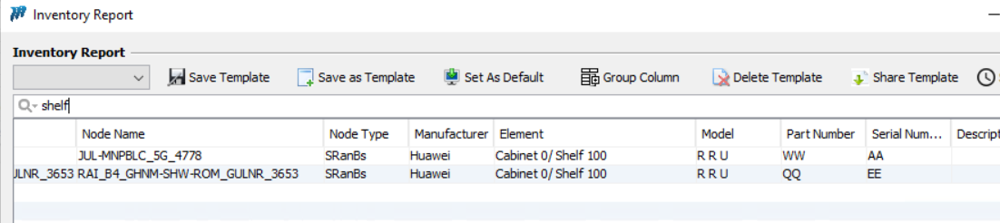 Inventory Report
Inventory Report
Save Template Save as Template Set As Default Group Column Delete Template Share Template
shelf
Node Name Node Type Manufacturer Element Model Part Number Serial Num... Descript
JUL-MNPBLC_5G_4778 SRanBs Huawei Cabinet 0/ Shelf 100 R R U WW AA
JLNR_3653 RAI_B4_GHNM-SHW-ROM_GULNR_3653 SRanBs Huawei Cabinet 0/ Shelf 100 R R U QQ EE